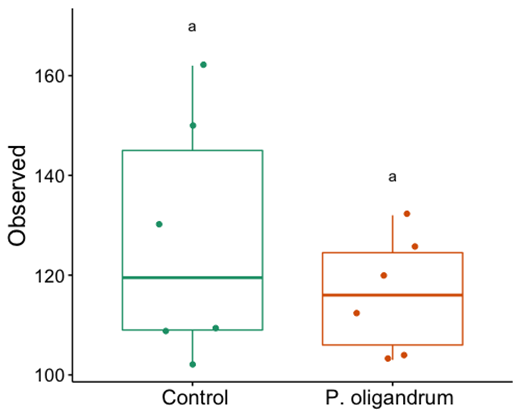 a
160
140
a
Observed
120
100
Control
P. oligandrum